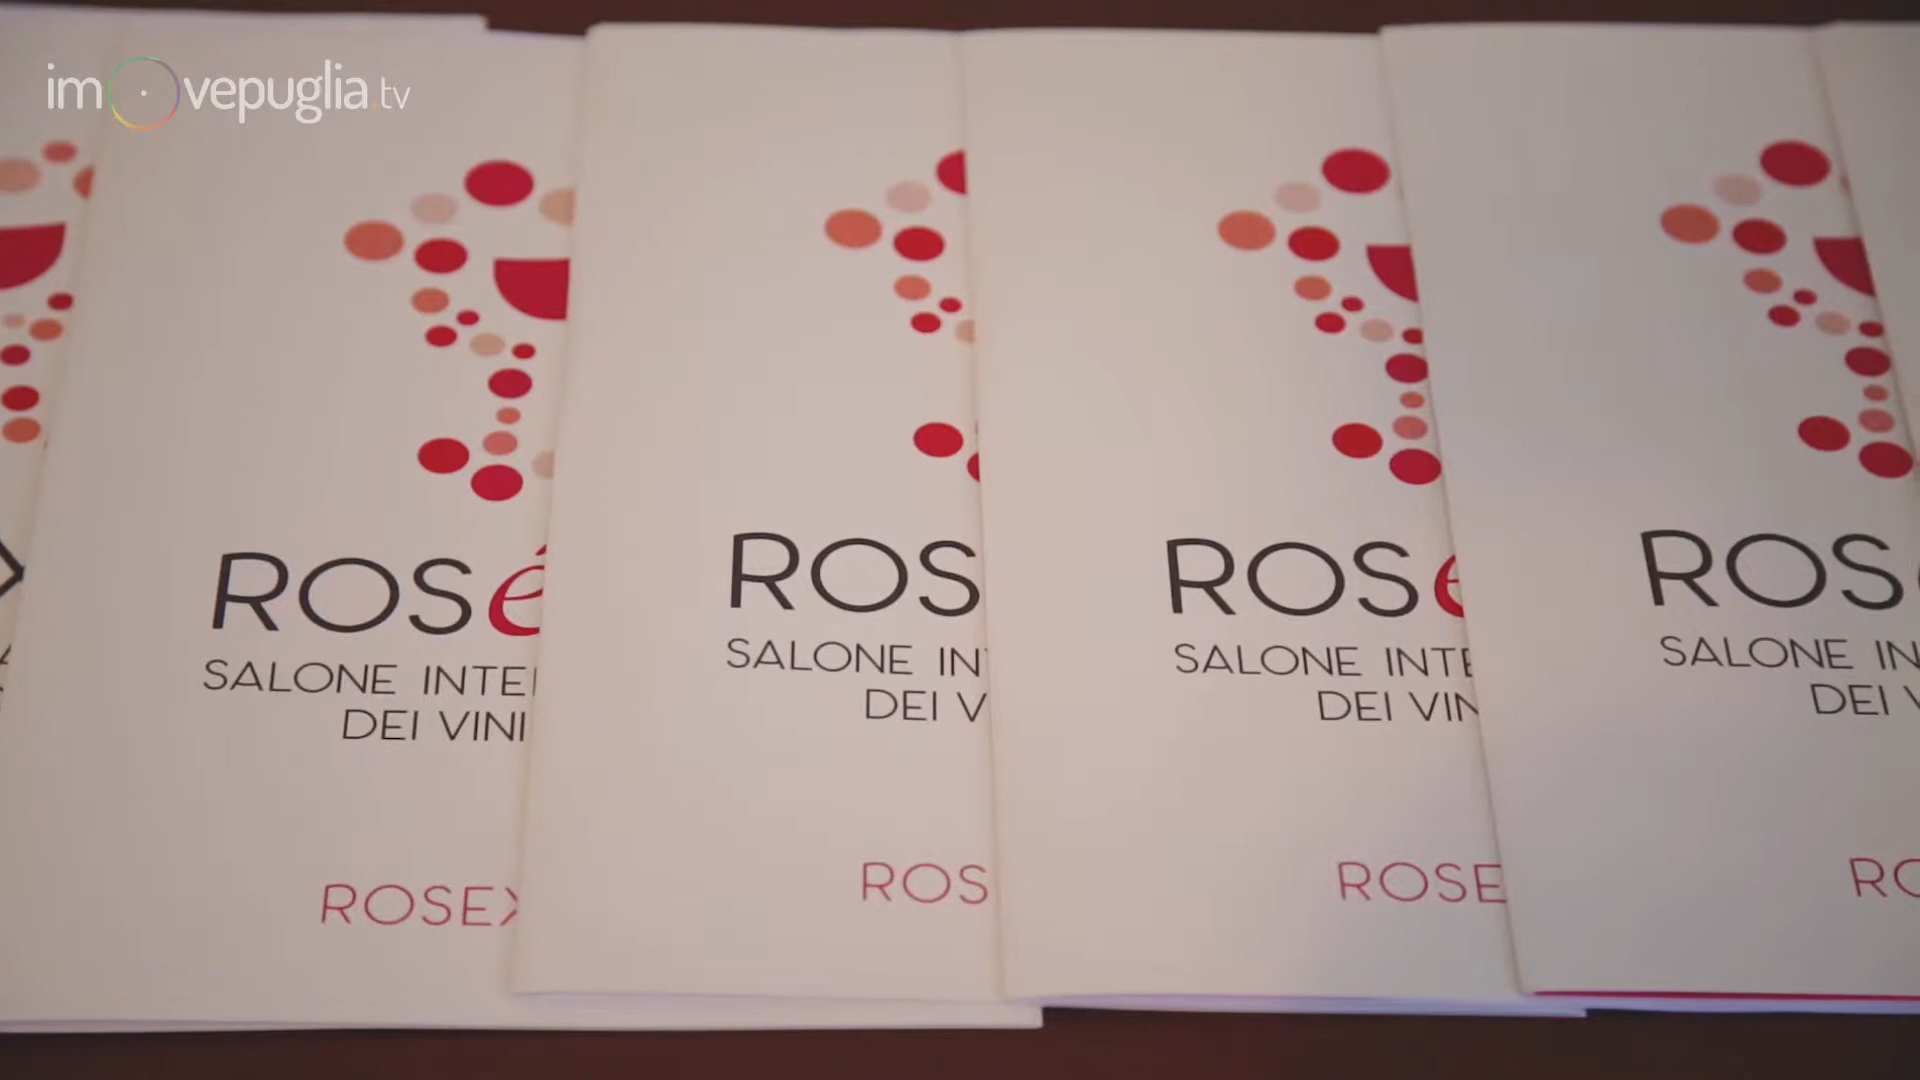 imovepuglia.tv
ROSé
SALONE INTE
DEI VINI
ROSEX
ROS
SALONE IN
DEI V
ROS
ROSé
SALONE INTE
DEI VIN
ROSE
ROS
SALONE IN
DEI V
RO